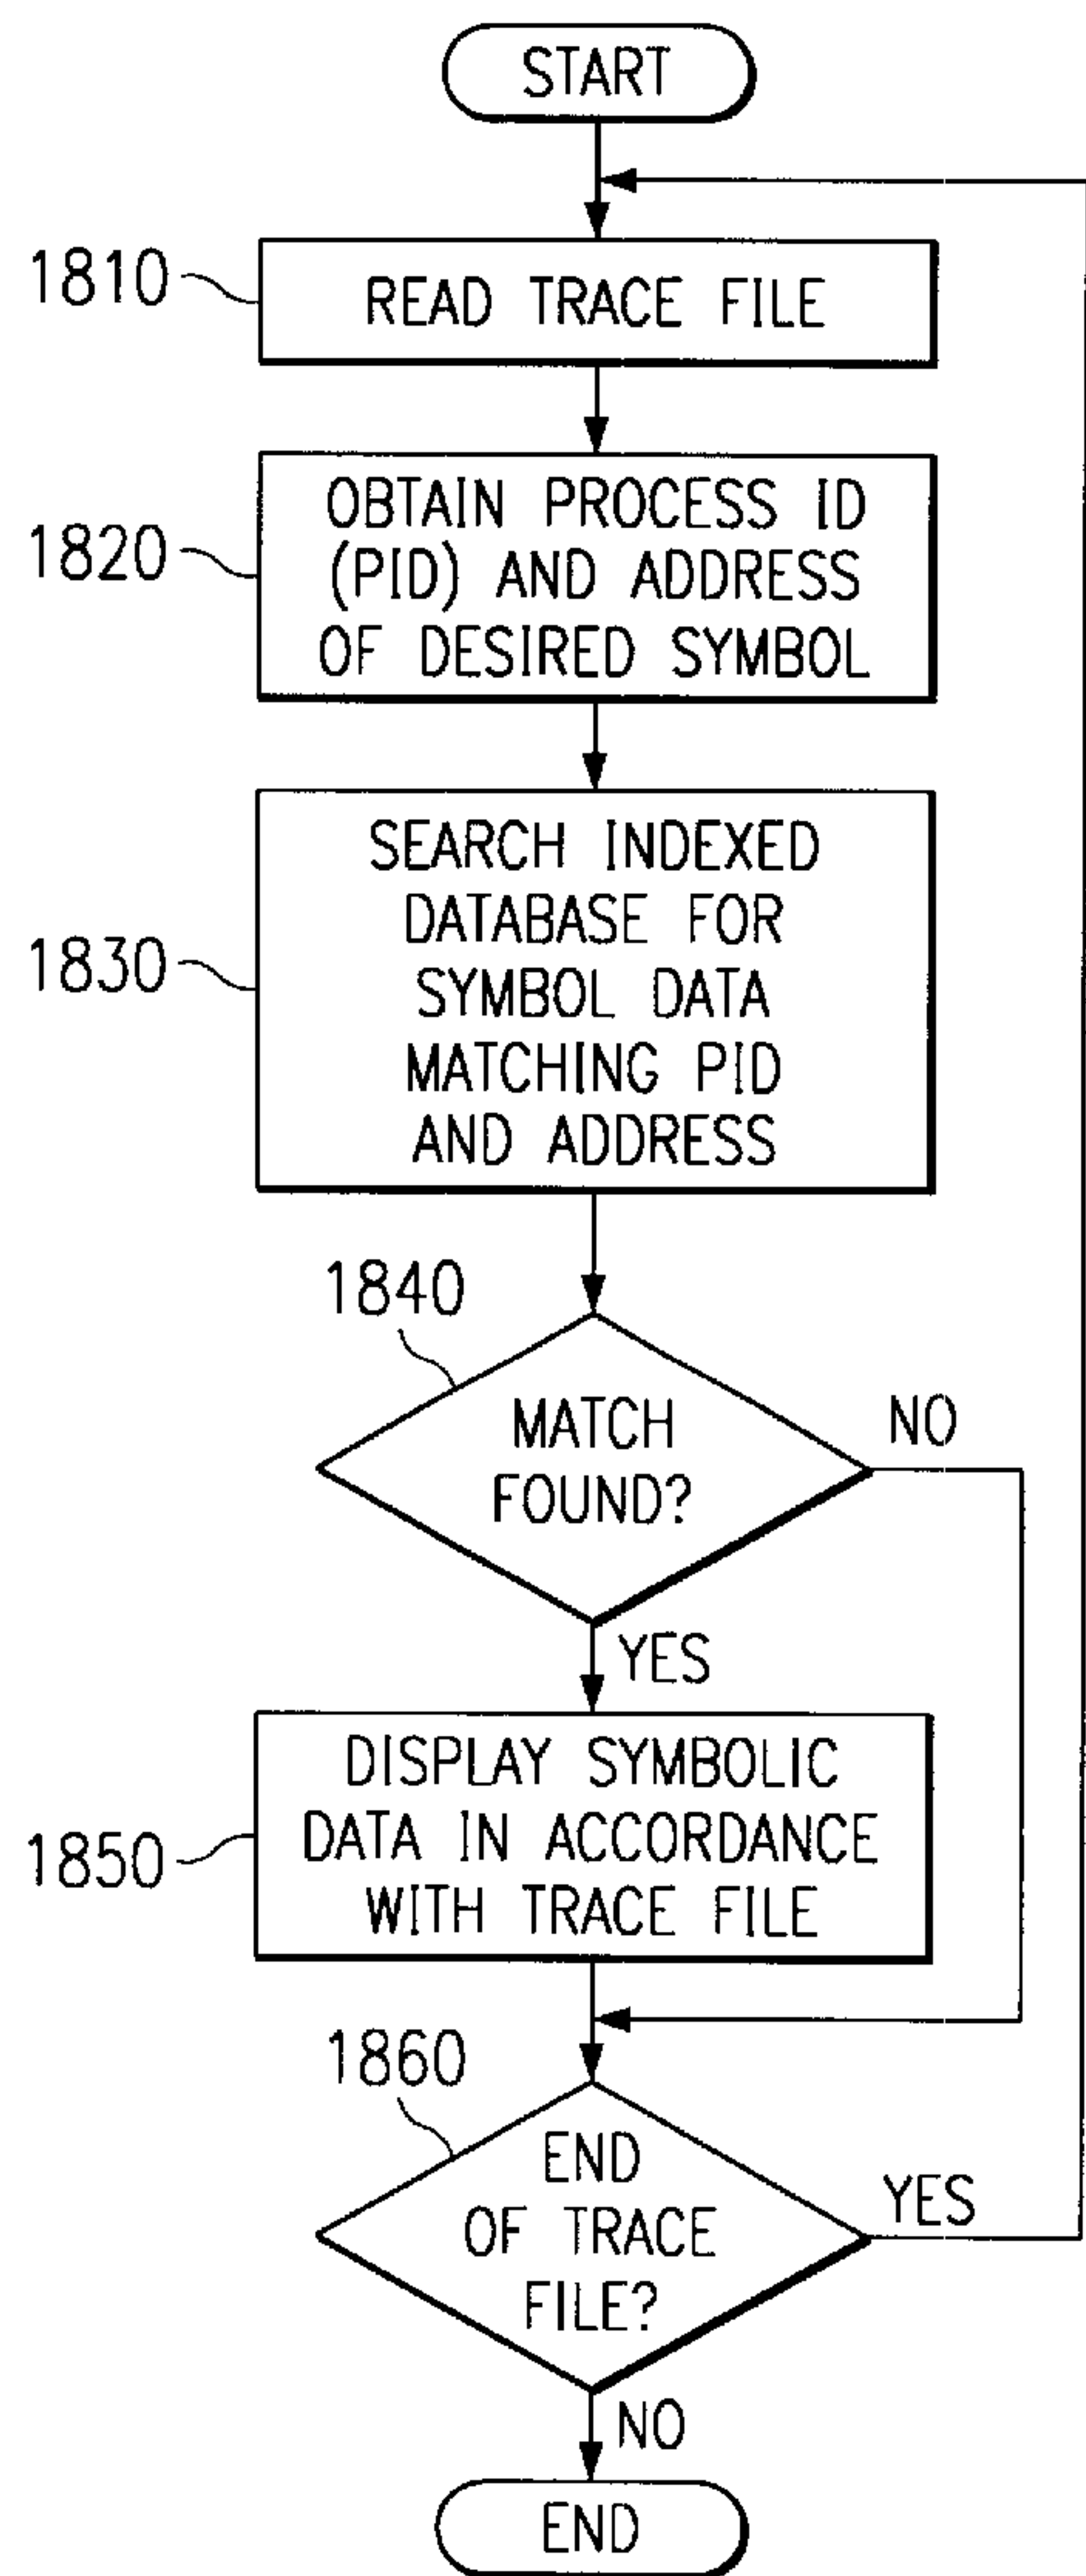 START
1810
READ TRACE FILE
1820
OBTAIN PROCESS ID
(PID) AND ADDRESS
OF DESIRED SYMBOL
1830
SEARCH INDEXED
DATABASE FOR
SYMBOL DATA
MATCHING PID
AND ADDRESS
1840
MATCH
FOUND?
NO
YES
1850
DISPLAY SYMBOLIC
DATA IN ACCORDANCE
WITH TRACE FILE
1860
END
OF TRACE
FILE?
YES
NO
END